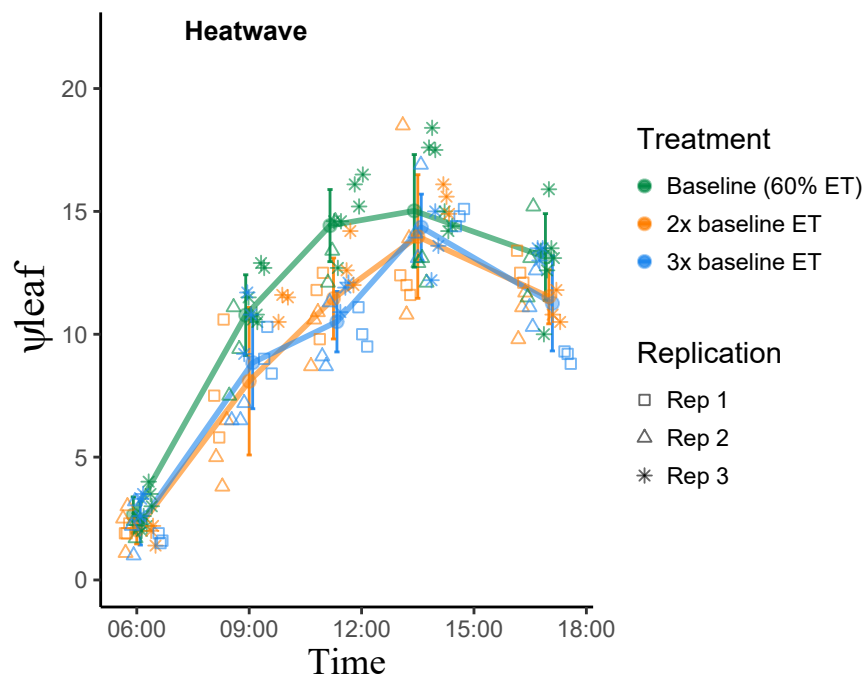 Heatwave
20
15
10
5
0
ψleaf
06:00 09:00 12:00 15:00 18:00
Time
Treatment
Baseline (60% ET)
2x baseline ET
3x baseline ET
Replication
Rep 1
Rep 2
Rep 3